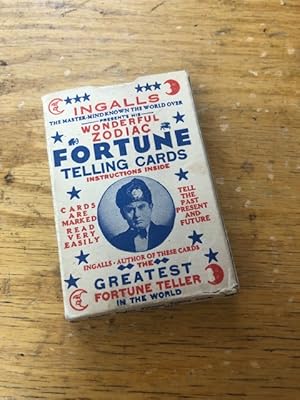 INGALLS
THE MASTER-MIND KNOWN THE WORLD OVER
PRESENTS HIS
WONDERFUL
ZODIAC
FORTUNE
TELLING CARDS
INSTRUCTIONS INSIDE
CARDS
ARE
MARKED
READ
VERY
EASILY
TELL
THE
PAST
PRESENT
AND
FUTURE
INGALLS - AUTHOR OF THESE CARDS
THE
GREATEST
FORTUNE TELLER
IN THE WORLD